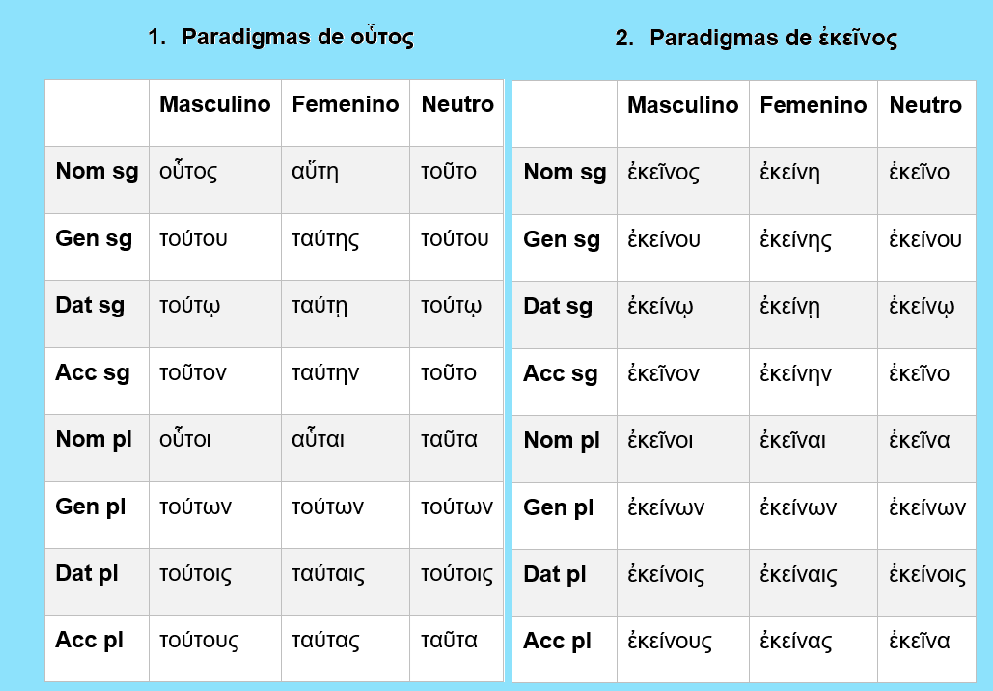 1. Paradigmas de οὗτος
Masculino Femenino Neutro
Nom sg οὗτος αὕτη τοῦτο
Gen sg τούτου ταύτης τούτου
Dat sg τούτῳ ταύτῃ τούτῳ
Acc sg τοῦτον ταύτην τοῦτο
Nom pl οὗτοι αὗται ταῦτα
Gen pl τούτων τούτων τούτων
Dat pl τούτοις ταύταις τούτοις
Acc pl τούτους ταύτας ταῦτα
2. Paradigmas de ἐκεῖνος
Masculino Femenino Neutro
Nom sg ἐκεῖνος ἐκείνη ἐκεῖνο
Gen sg ἐκείνου ἐκείνης ἐκείνου
Dat sg ἐκείνῳ ἐκείνῃ ἐκείνῳ
Acc sg ἐκεῖνον ἐκείνην ἐκεῖνο
Nom pl ἐκεῖνοι ἐκεῖναι ἐκεῖνα
Gen pl ἐκείνων ἐκείνων ἐκείνων
Dat pl ἐκείνοις ἐκείναις ἐκείνοις
Acc pl ἐκείνους ἐκείνας ἐκεῖνα